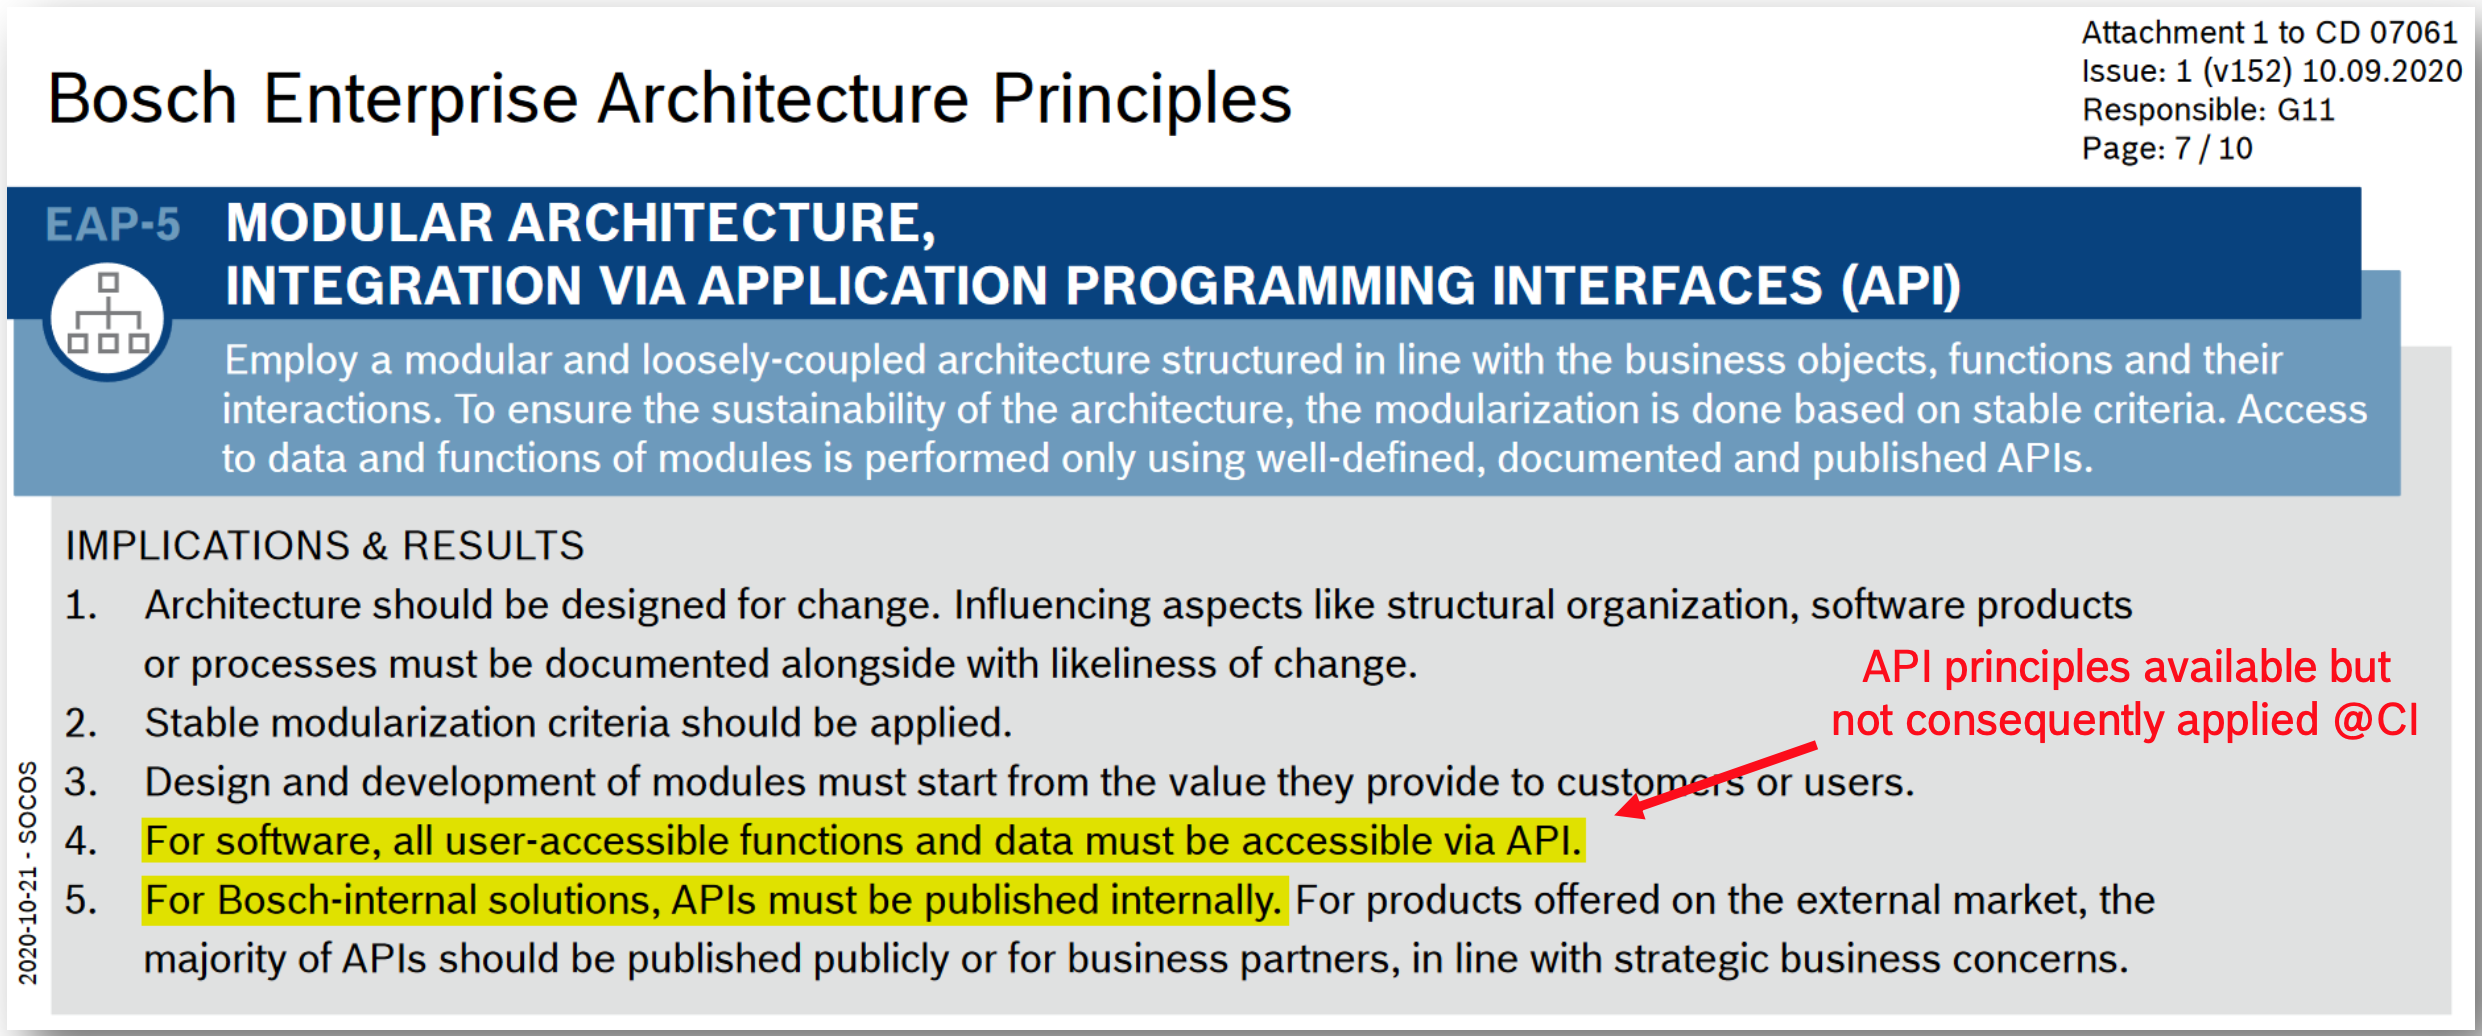 Bosch Enterprise Architecture Principles
Attachment 1 to CD 07061
Issue: 1 (v152) 10.09.2020
Responsible: G11
Page: 7 / 10
EAP-5
MODULAR ARCHITECTURE,
INTEGRATION VIA APPLICATION PROGRAMMING INTERFACES (API)
Employ a modular and loosely-coupled architecture structured in line with the business objects, functions and their
interactions. To ensure the sustainability of the architecture, the modularization is done based on stable criteria. Access
to data and functions of modules is performed only using well-defined, documented and published APIs.
IMPLICATIONS & RESULTS
1. Architecture should be designed for change. Influencing aspects like structural organization, software products
or processes must be documented alongside with likeliness of change.
2. Stable modularization criteria should be applied.
3. Design and development of modules must start from the value they provide to customers or users.
4. For software, all user-accessible functions and data must be accessible via API.
5. For Bosch-internal solutions, APIs must be published internally. For products offered on the external market, the
majority of APIs should be published publicly or for business partners, in line with strategic business concerns.
API principles available but
not consequently applied @CI
2020-10-21 - SOCOS